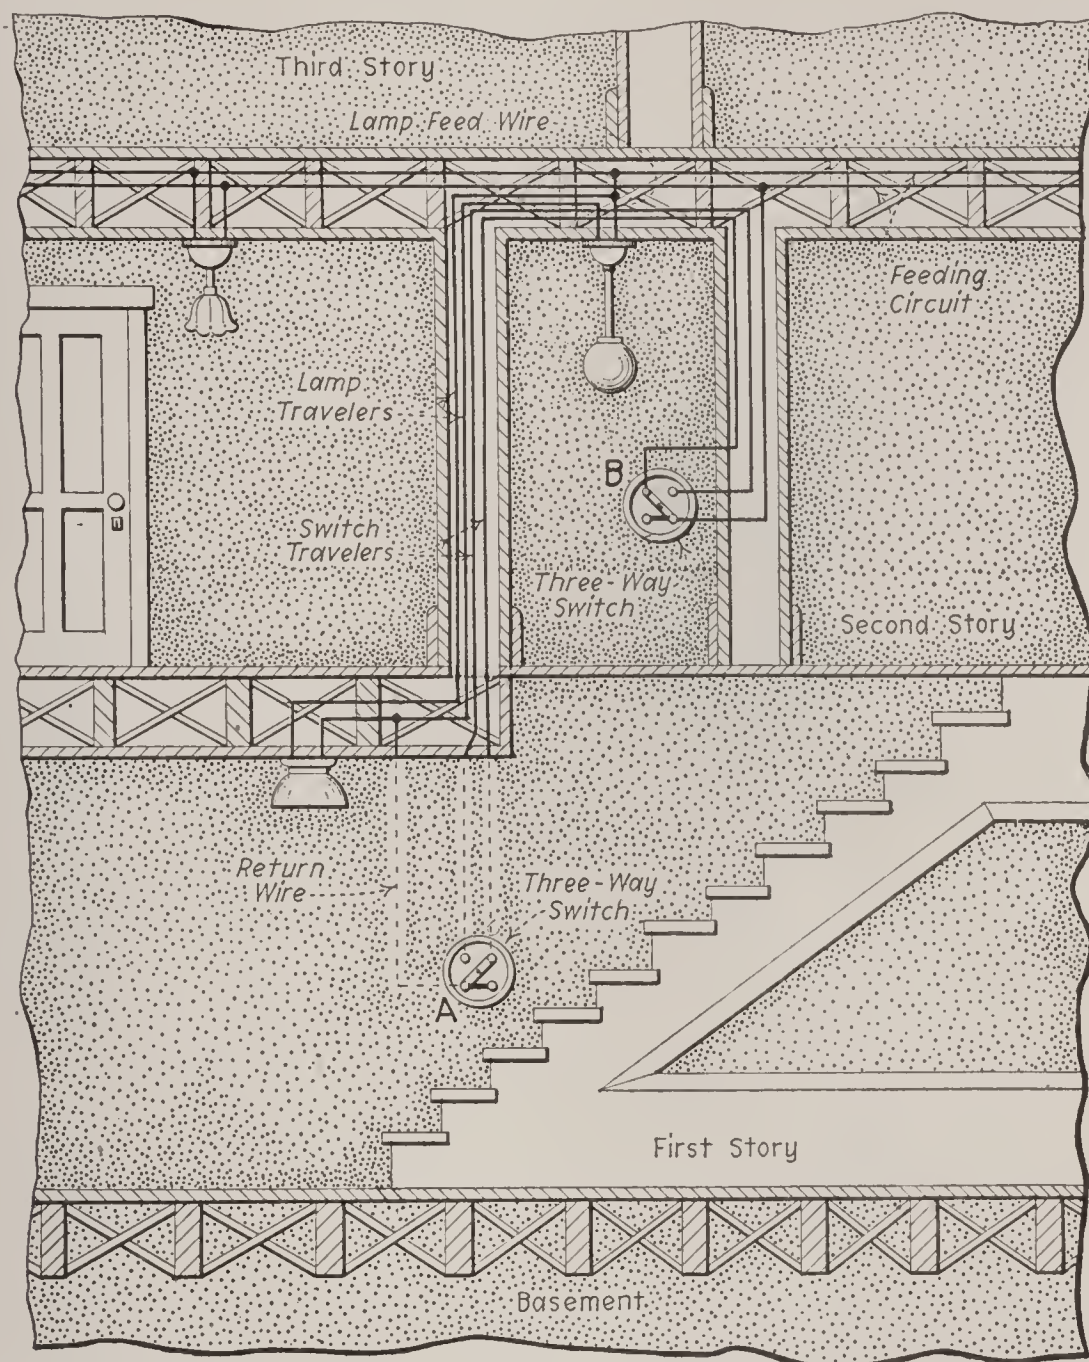 Third Story
Lamp Feed Wire
Feeding
Circuit
Lamp
Travelers
B
Switch
Travelers
Three-Way
Switch
Second Story
Return
Wire
Three-Way
Switch
A
First Story
Basement